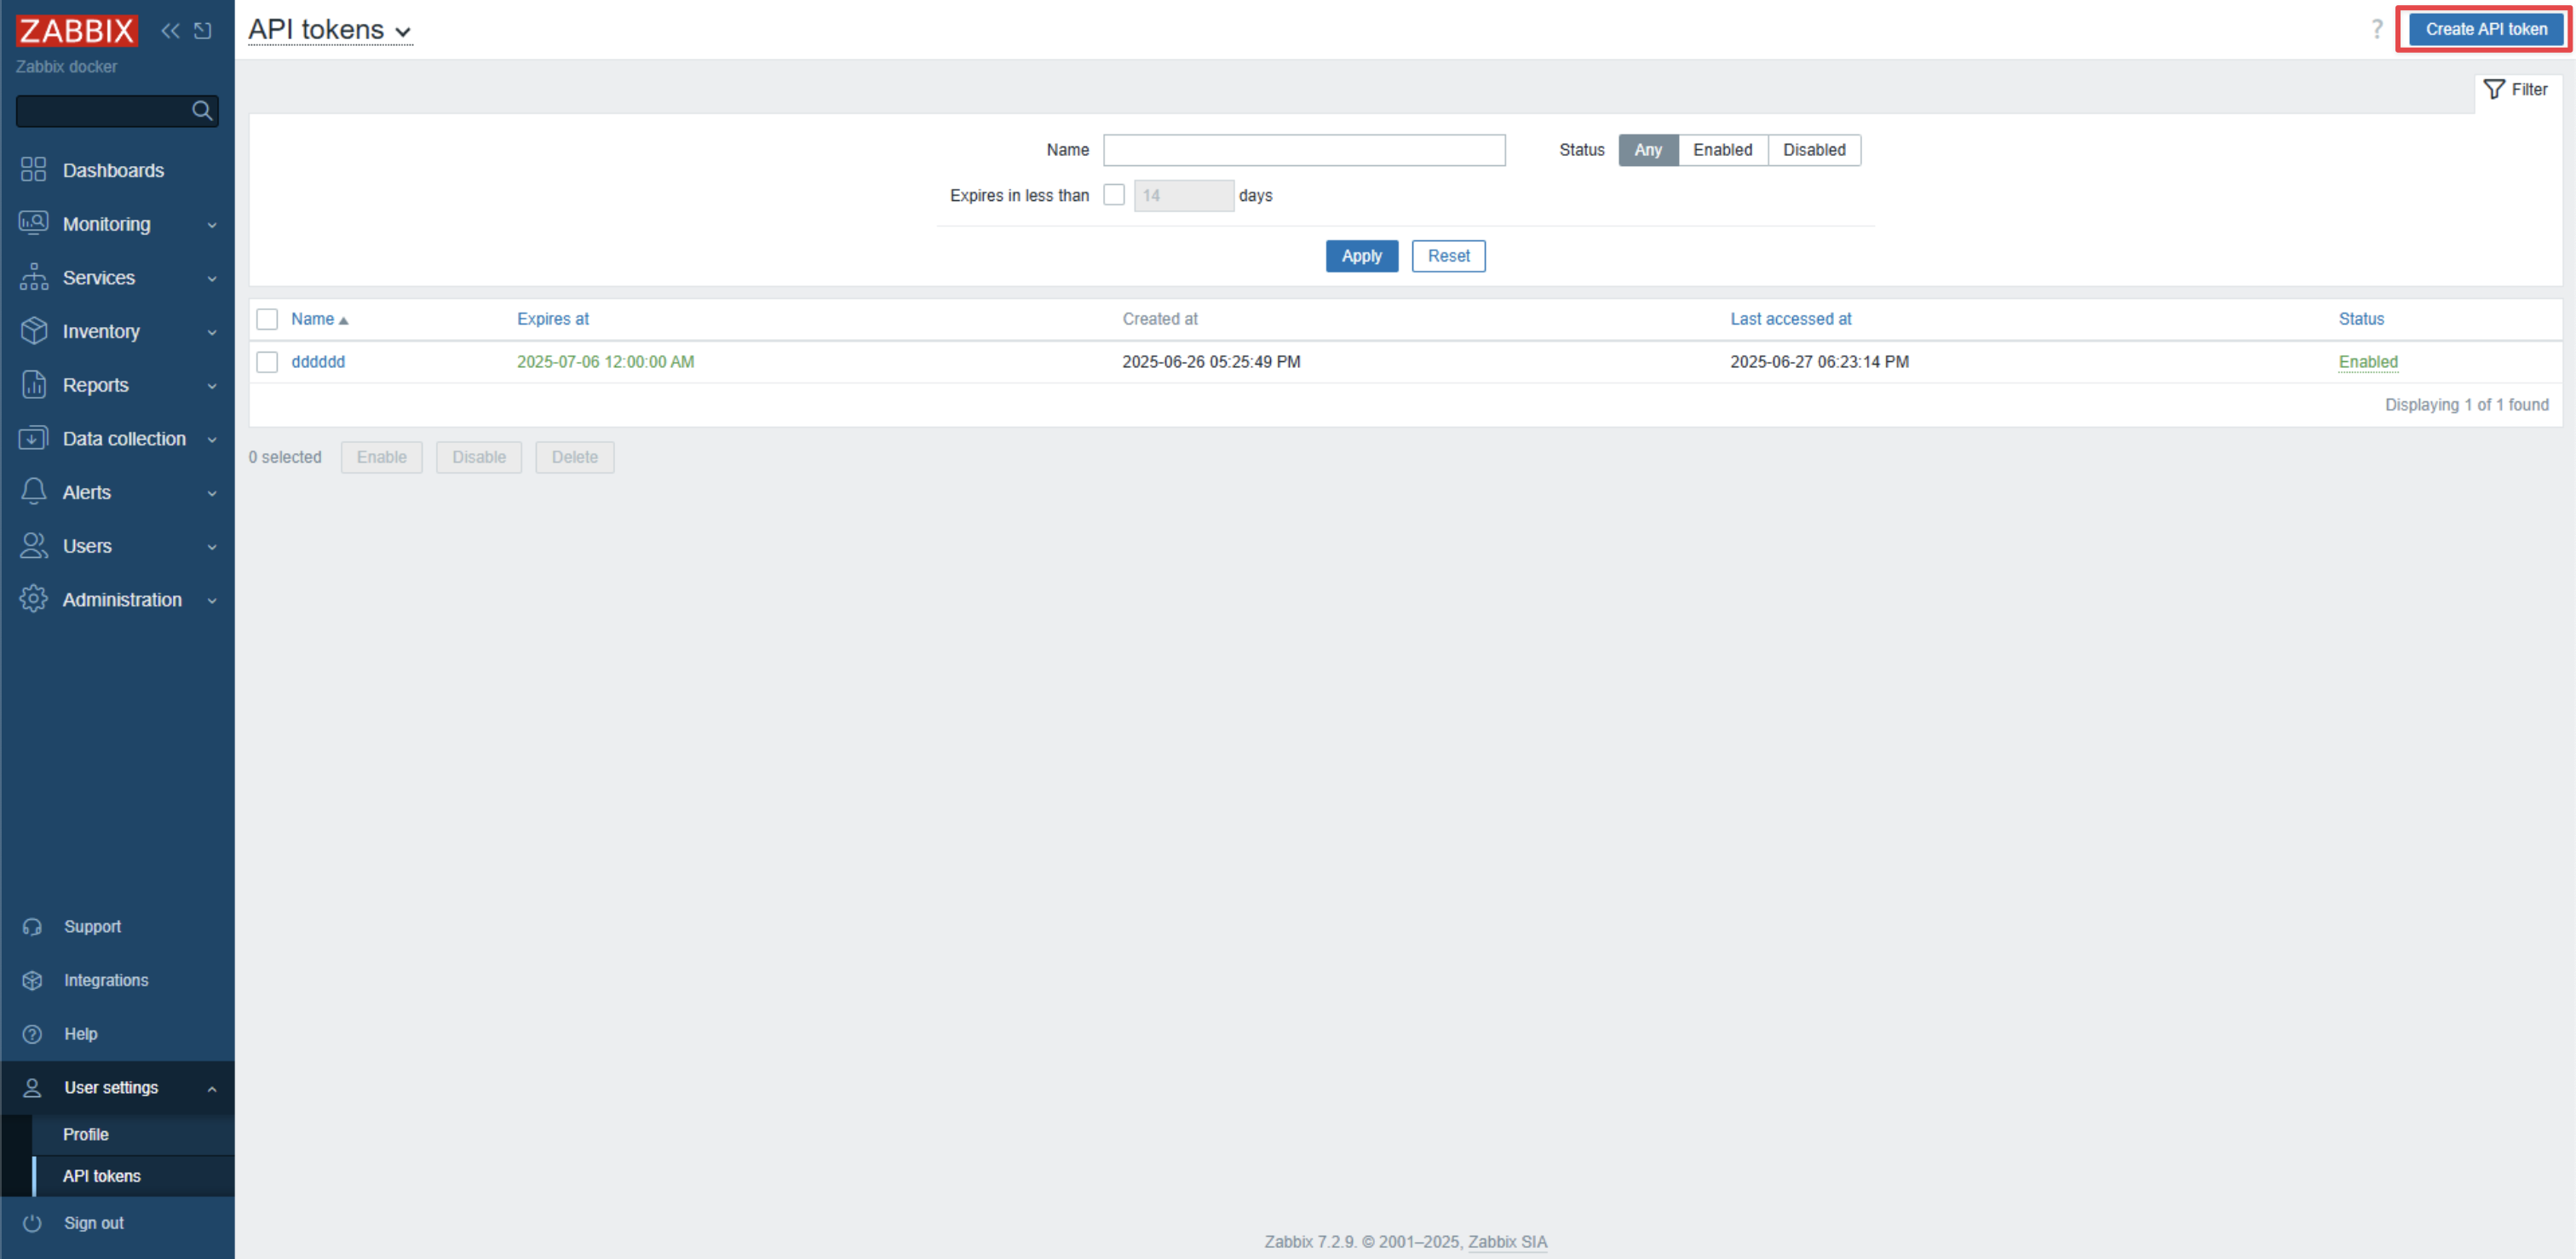 ZABBIX
Zabbix docker
Dashboards
Monitoring
Services
Inventory
Reports
Data collection
Alerts
Users
Administration
Support
Integrations
Help
User settings
Profile
API tokens
Sign out
API tokens
? Create API token
Filter
Name Status Any Enabled Disabled
Expires in less than 14 days
Apply Reset
Name Expires at Created at Last accessed at Status
dddddd 2025-07-06 12:00:00 AM 2025-06-26 05:25:49 PM 2025-06-27 06:23:14 PM Enabled
Displaying 1 of 1 found
0 selected Enable Disable Delete
Zabbix 7.2.9. © 2001–2025, Zabbix SIA